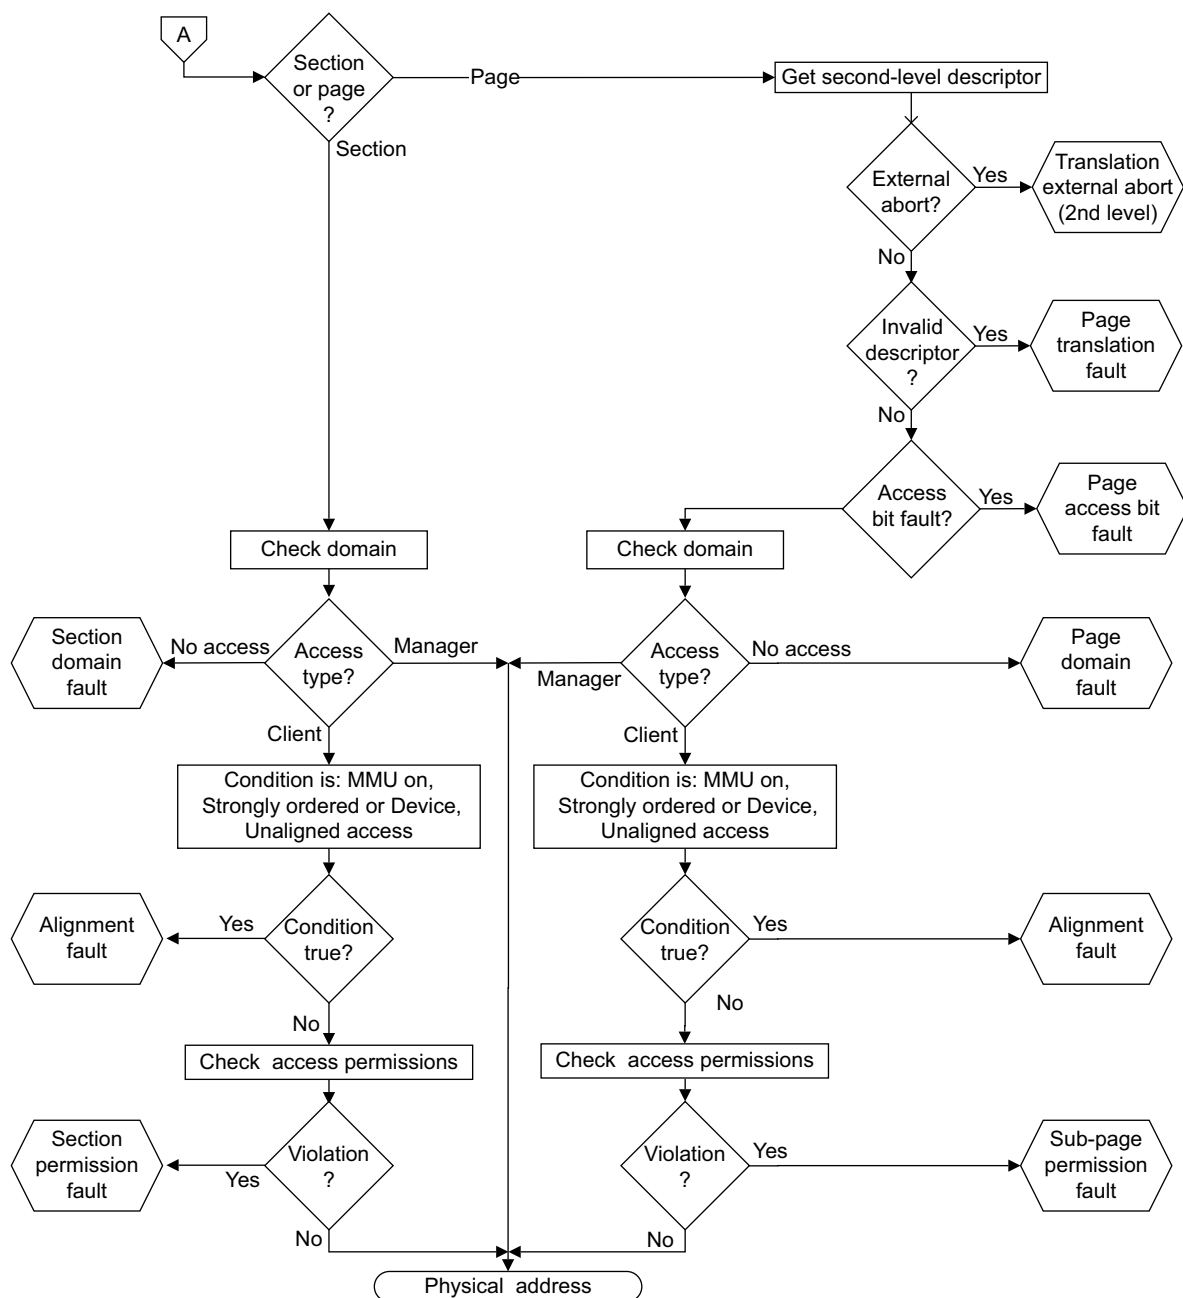 A
Section
or page
?
Page
Get second-level descriptor
Section
External
abort?
Yes
Translation
external abort
(2nd level)
No
Invalid
descriptor
?
Yes
Page
translation
fault
No
Access
bit fault?
Yes
Page
access bit
fault
Check domain
Check domain
Section
domain
fault
No access
Access
type?
Manager
Manager
Access
type?
No access
Page
domain
fault
Client
Client
Condition is: MMU on,
Strongly ordered or Device,
Unaligned access
Condition is: MMU on,
Strongly ordered or Device,
Unaligned access
Alignment
fault
Yes
Condition
true?
Condition
true?
Yes
Alignment
fault
No
No
Check access permissions
Check access permissions
Section
permission
fault
Yes
Violation
?
Violation
?
Yes
Sub-page
permission
fault
No
No
Physical address